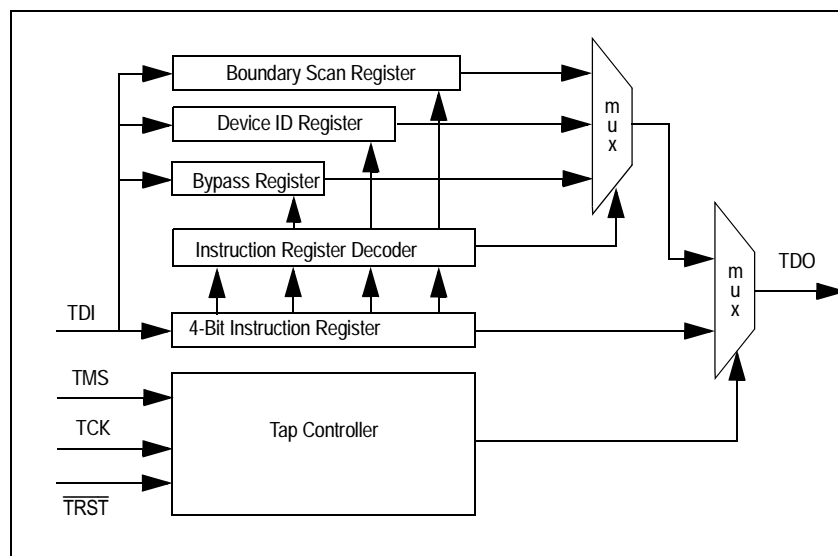 Boundary Scan Register
Device ID Register
Bypass Register
Instruction Register Decoder
4-Bit Instruction Register
Tap Controller
m
u
x
m
u
x
TDI
TMS
TCK
TRST
TDO